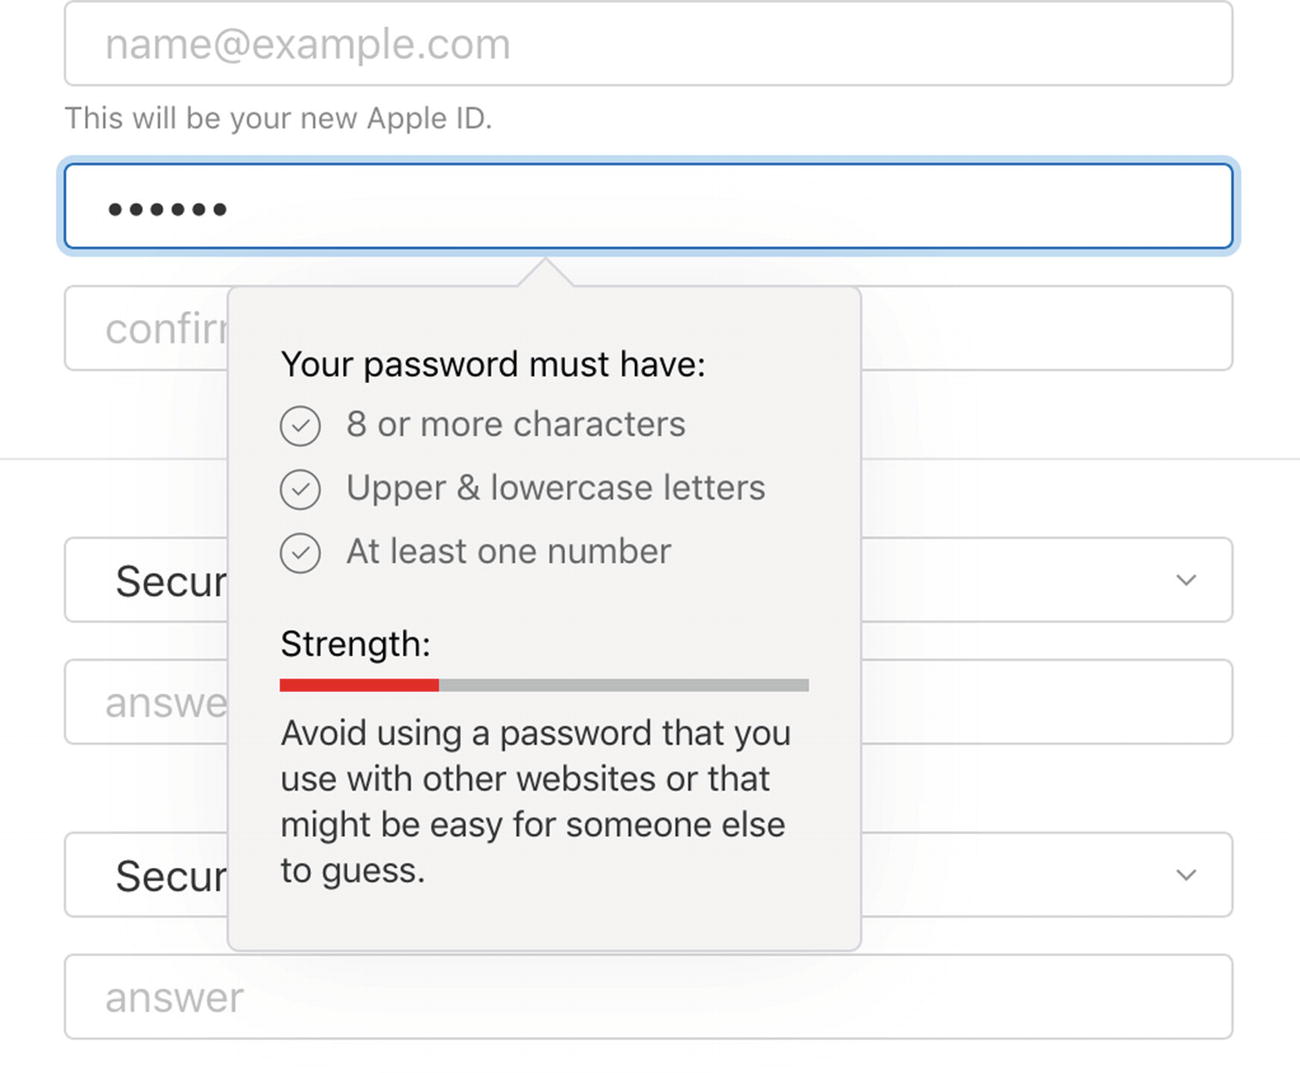 name@example.com
This will be your new Apple ID.
••••••
confir
Your password must have:
8 or more characters
Upper & lowercase letters
At least one number
Secur
Strength:
answe
Avoid using a password that you
use with other websites or that
might be easy for someone else
to guess.
Secur
answer